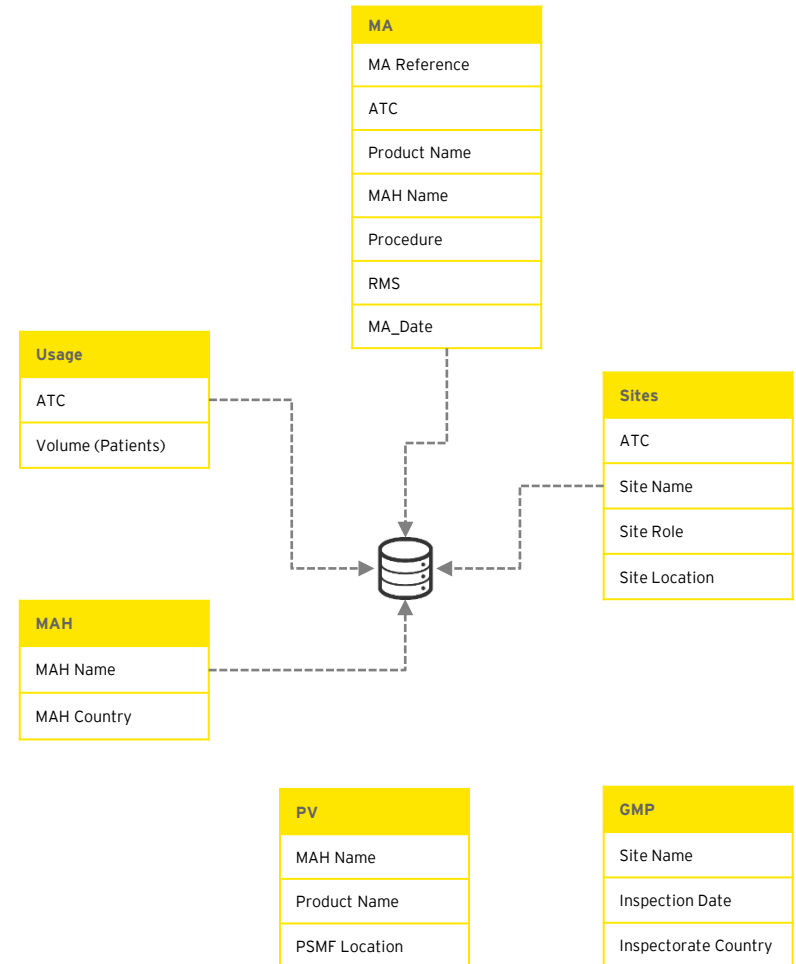 MA
MA Reference
ATC
Product Name
MAH Name
Procedure
RMS
MA_Date
Usage
ATC
Volume (Patients)
Sites
ATC
Site Name
Site Role
Site Location
MAH
MAH Name
MAH Country
PV
MAH Name
Product Name
PSMF Location
GMP
Site Name
Inspection Date
Inspectorate Country